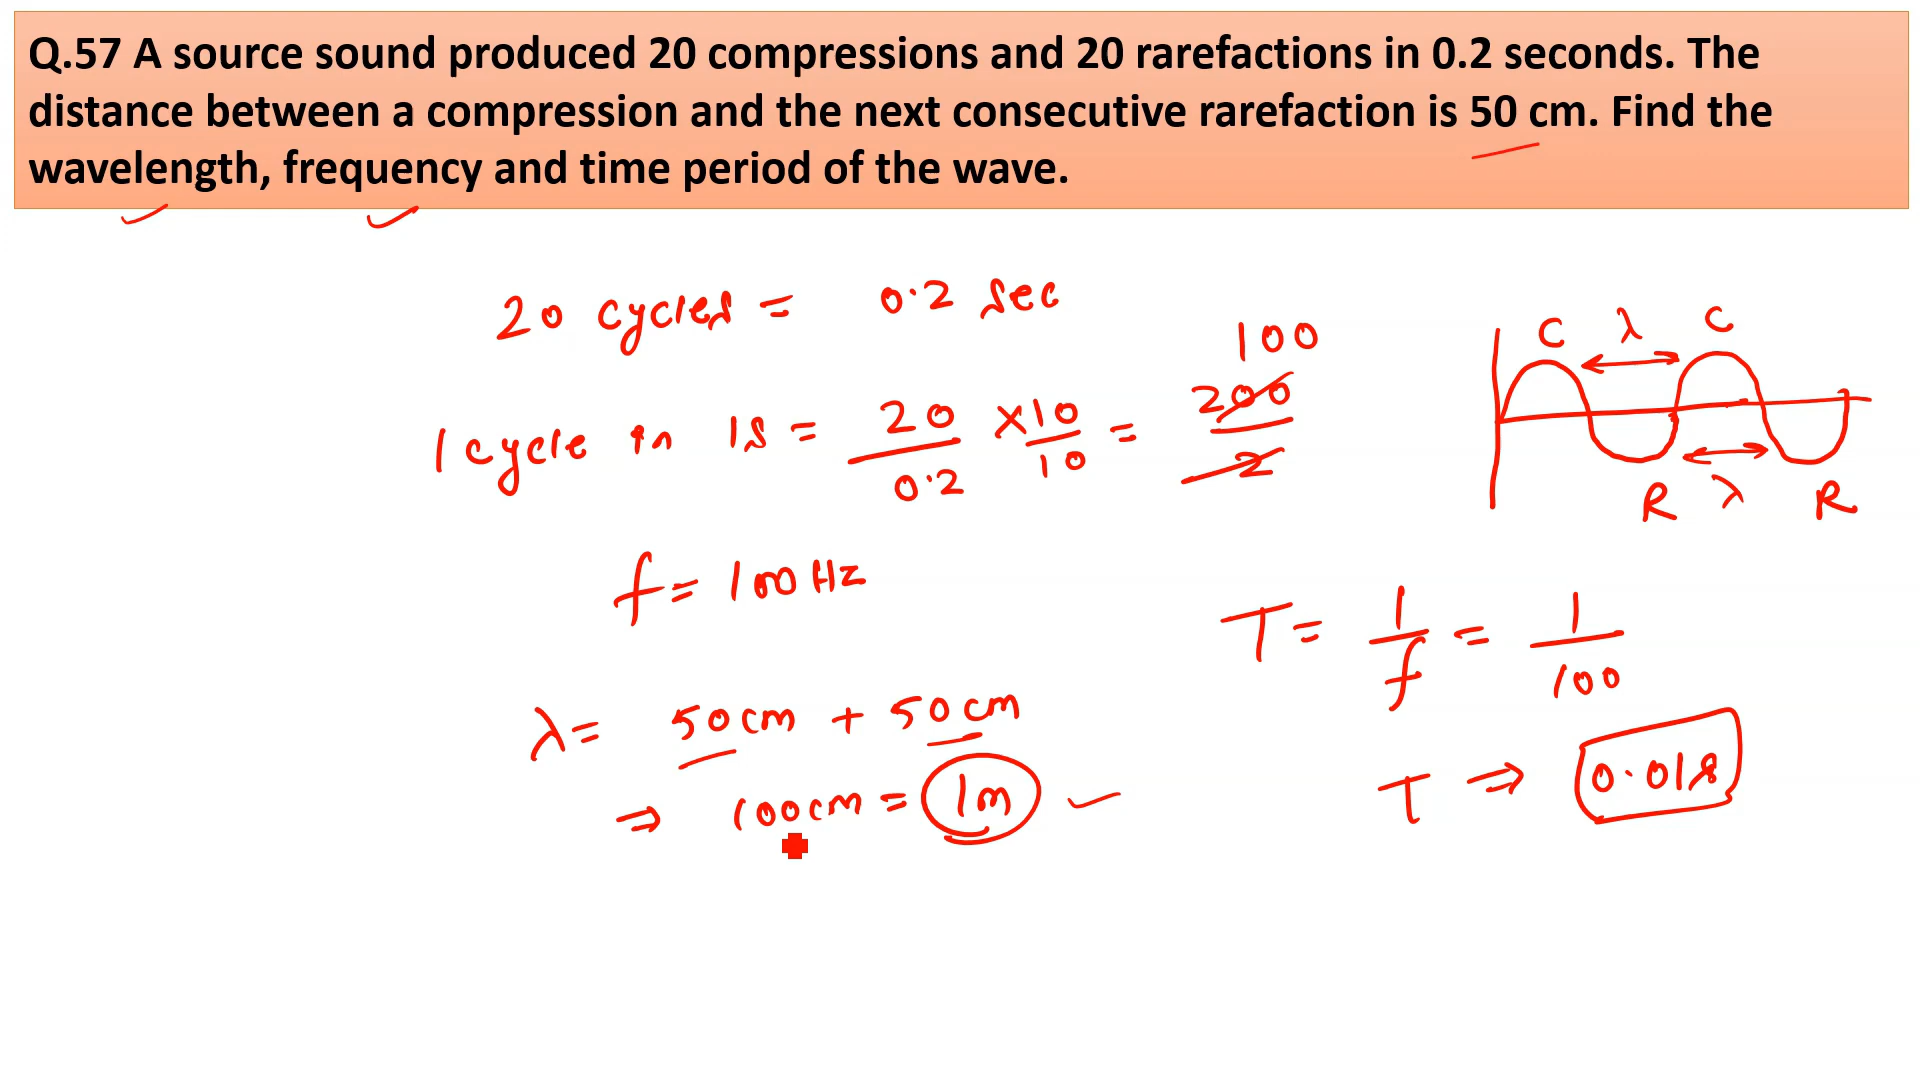 Q.57 A source sound produced 20 compressions and 20 rarefactions in 0.2 seconds. The
distance between a compression and the next consecutive rarefaction is 50 cm. Find the
wavelength, frequency and time period of the wave.
20 cycles = 0.2 sec
1 cycle in 1s = 20/0.2 × 10/10 = 200/2 100
f = 100 Hz
λ = 50cm + 50cm
⇒ 100cm = 1m
C λ C
R λ R
T = 1/f = 1/100
T ⇒ 0.01s